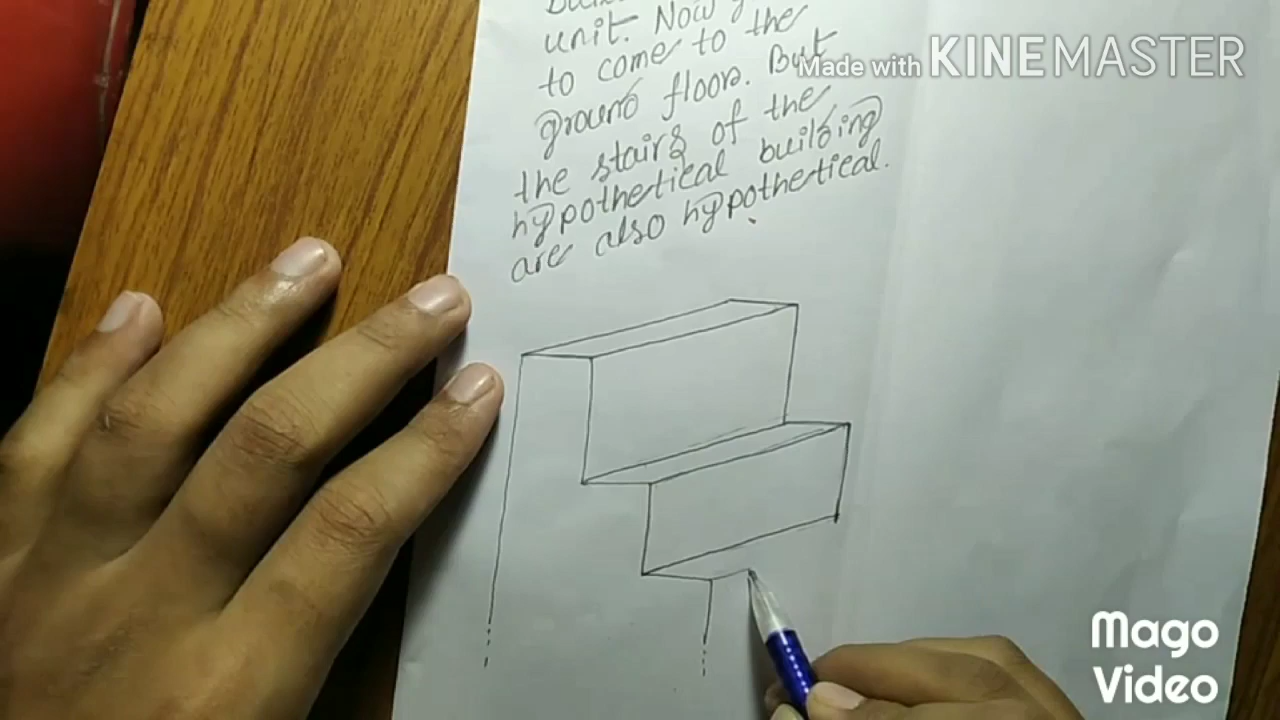 unit. Now
to come to the
ground floor. But
the stairs of the
hypothetical building
are also hypothetical.
Made with KINEMASTER
Mago
Video